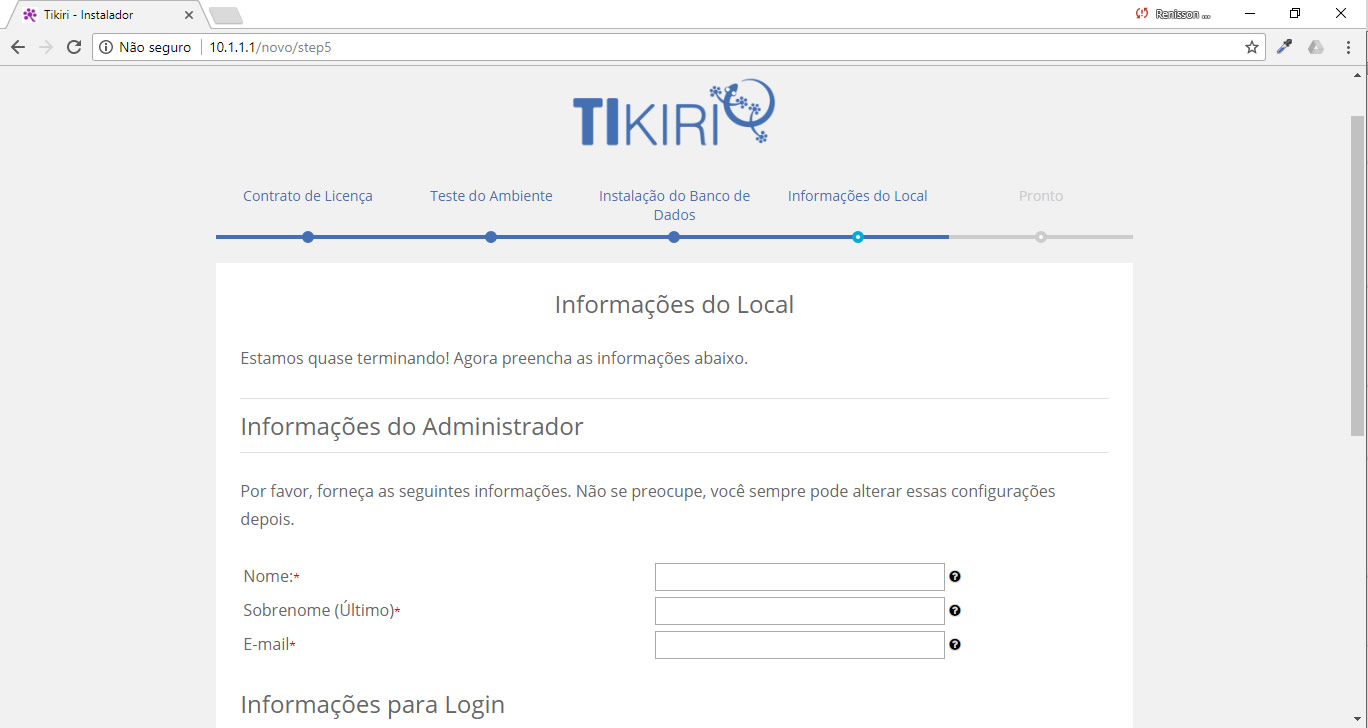 Tikiri - Instalador
Renisson ...
Não seguro
10.1.1.1/novo/step5
TIKIRI
Contrato de Licença
Teste do Ambiente
Instalação do Banco de
Dados
Informações do Local
Pronto
Informações do Local
Estamos quase terminando! Agora preencha as informações abaixo.
Informações do Administrador
Por favor, forneça as seguintes informações. Não se preocupe, você sempre pode alterar essas configurações
depois.
Nome:*
Sobrenome (Último)*
E-mail*
Informações para Login